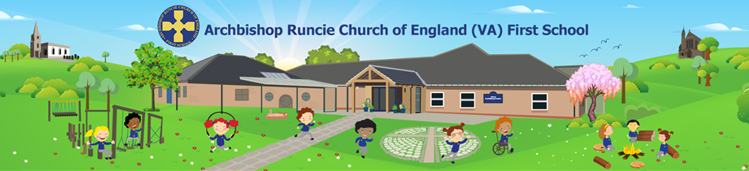 Archbishop Runcie Church of England (VA) First School